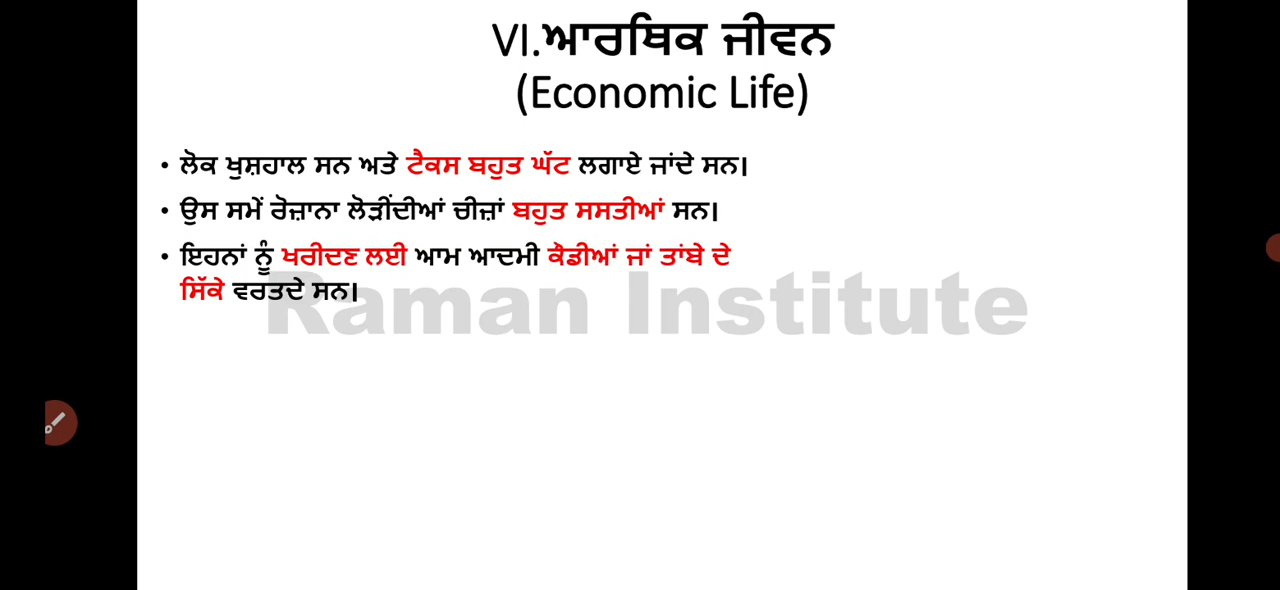 VI.ਆਰਥਿਕ ਜੀਵਨ
(Economic Life)
• ਲੋਕ ਖੁਸ਼ਹਾਲ ਸਨ ਅਤੇ ਟੈਕਸ ਬਹੁਤ ਘੱਟ ਲਗਾਏ ਜਾਂਦੇ ਸਨ।
• ਉਸ ਸਮੇਂ ਰੋਜ਼ਾਨਾ ਲੋੜੀਂਦੀਆਂ ਚੀਜ਼ਾਂ ਬਹੁਤ ਸਸਤੀਆਂ ਸਨ।
• ਇਹਨਾਂ ਨੂੰ ਖਰੀਦਣ ਲਈ ਆਮ ਆਦਮੀ ਕੌਡੀਆਂ ਜਾਂ ਤਾਂਬੇ ਦੇ
ਸਿੱਕੇ ਵਰਤਦੇ ਸਨ।
Raman Institute